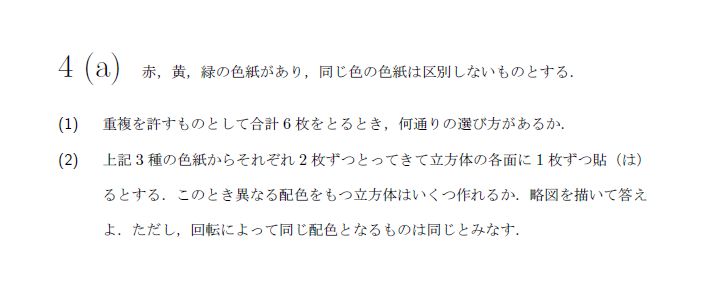 4 (a) 赤，黄，緑の色紙があり，同じ色の色紙は区別しないものとする．
(1) 重複を許すものとして合計 6 枚をとるとき，何通りの選び方があるか．
(2) 上記 3 種の色紙からそれぞれ 2 枚ずつとってきて立方体の各面に 1 枚ずつ貼（は）
るとする．このとき異なる配色をもつ立方体はいくつ作れるか．略図を描いて答え
よ．ただし，回転によって同じ配色となるものは同じとみなす．